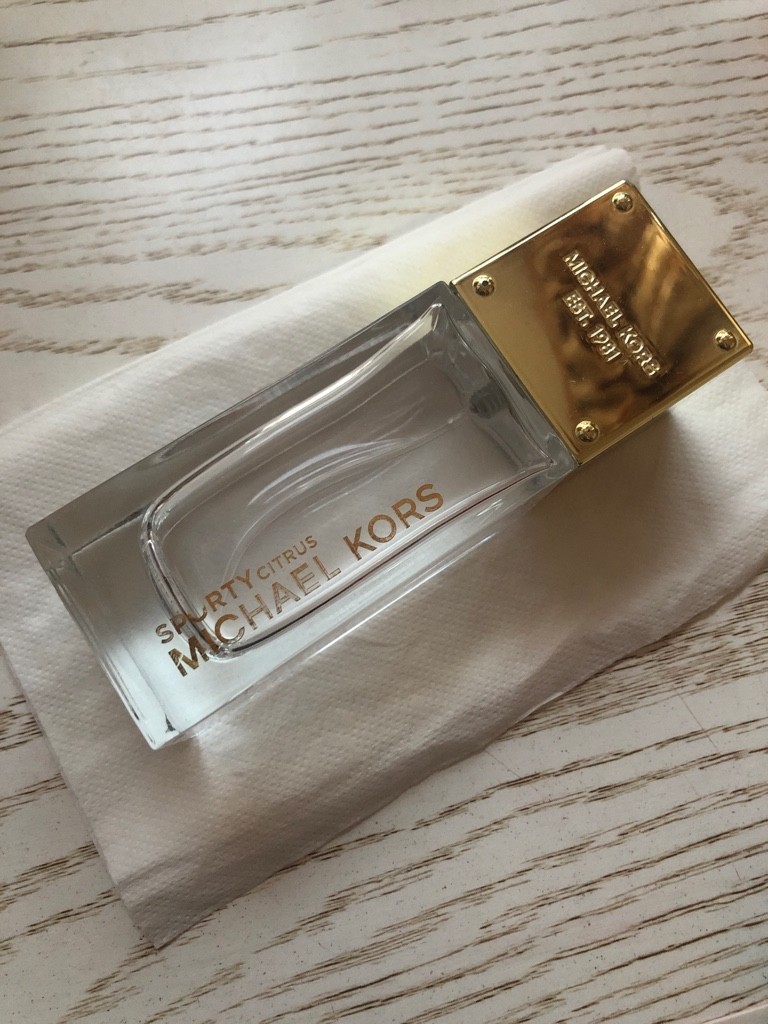 MICHAEL KORS
EST. 1981
SPORTY CITRUS
MICHAEL KORS